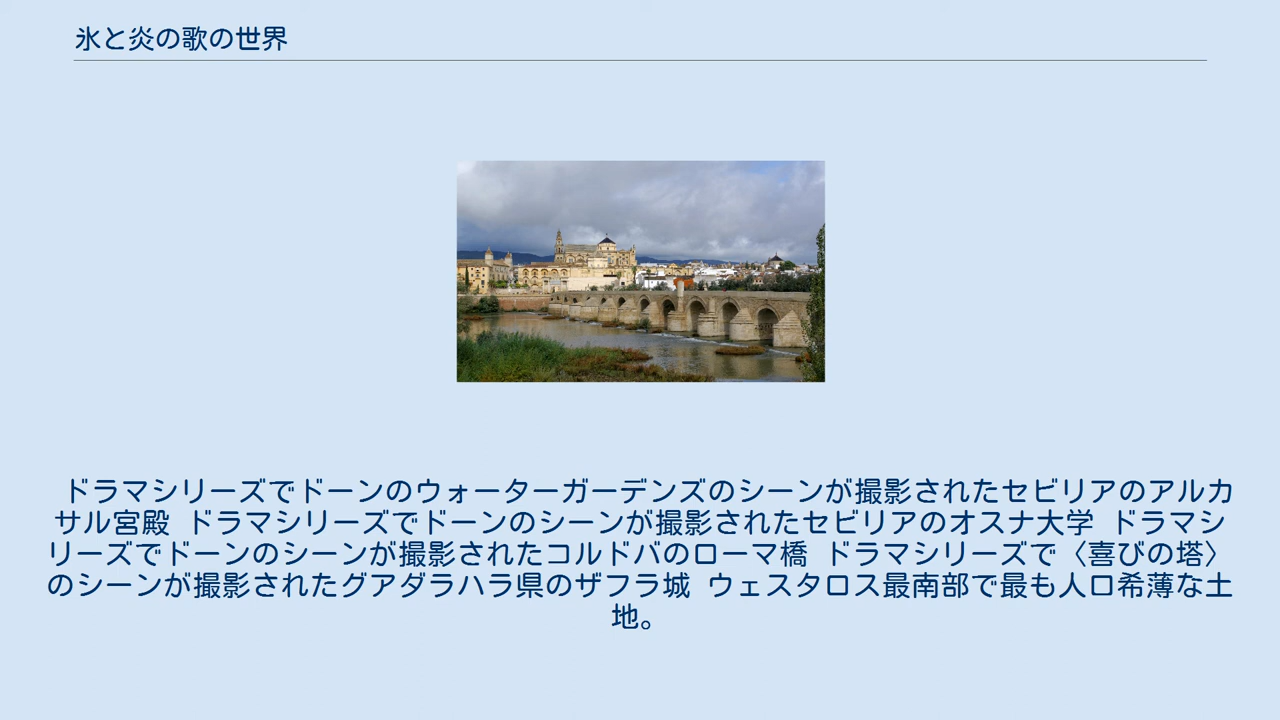 氷と炎の歌の世界
ドラマシリーズでドーンのウォーターガーデンズのシーンが撮影されたセビリアのアルカ
サル宮殿 ドラマシリーズでドーンのシーンが撮影されたセビリアのオスナ大学 ドラマシ
リーズでドーンのシーンが撮影されたコルドバのローマ橋 ドラマシリーズで〈喜びの塔〉
のシーンが撮影されたグアダラハラ県のザフラ城 ウェスタロス最南部で最も人口希薄な土
地。